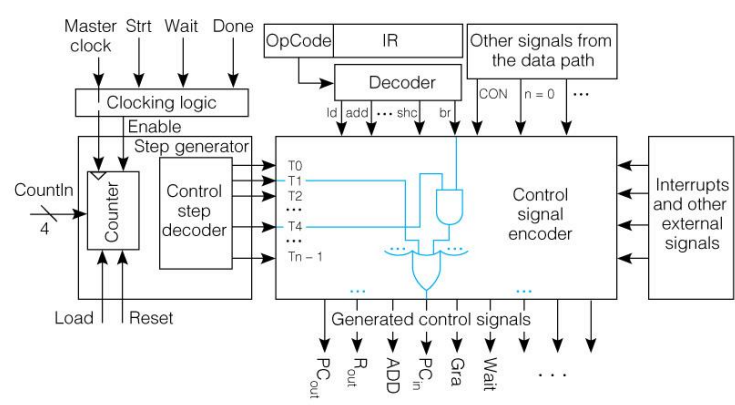 Master clock
Strt
Wait
Done
OpCode
IR
Other signals from
the data path
Decoder
Clocking logic
ld add ••• shc br
CON n = 0 •••
Enable
Step generator
CountIn
4
Counter
Control
step
decoder
T0
T1
T2
•••
T4
•••
Tn – 1
••• •••
Control
signal
encoder
Interrupts
and other
external
signals
••• •••
Load
Reset
Generated control signals
PCout
Rout
ADD
PCin
Gra
Wait
• • •